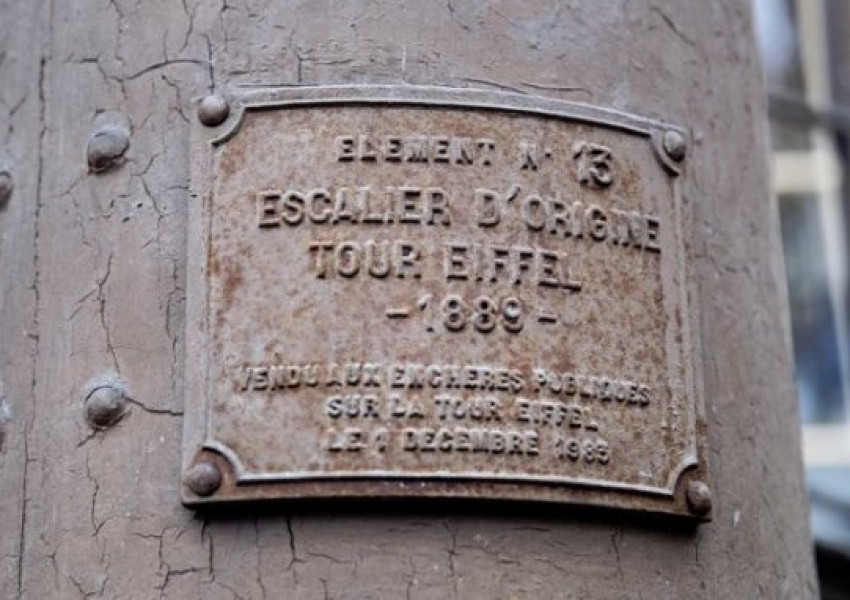 ELEMENT N° 13
ESCALIER D'ORIGINE
TOUR EIFFEL
-1889-
VENDU AUX ENCHERES PUBLIQUES
SUR LA TOUR EIFFEL
LE 1 DECEMBRE 1983